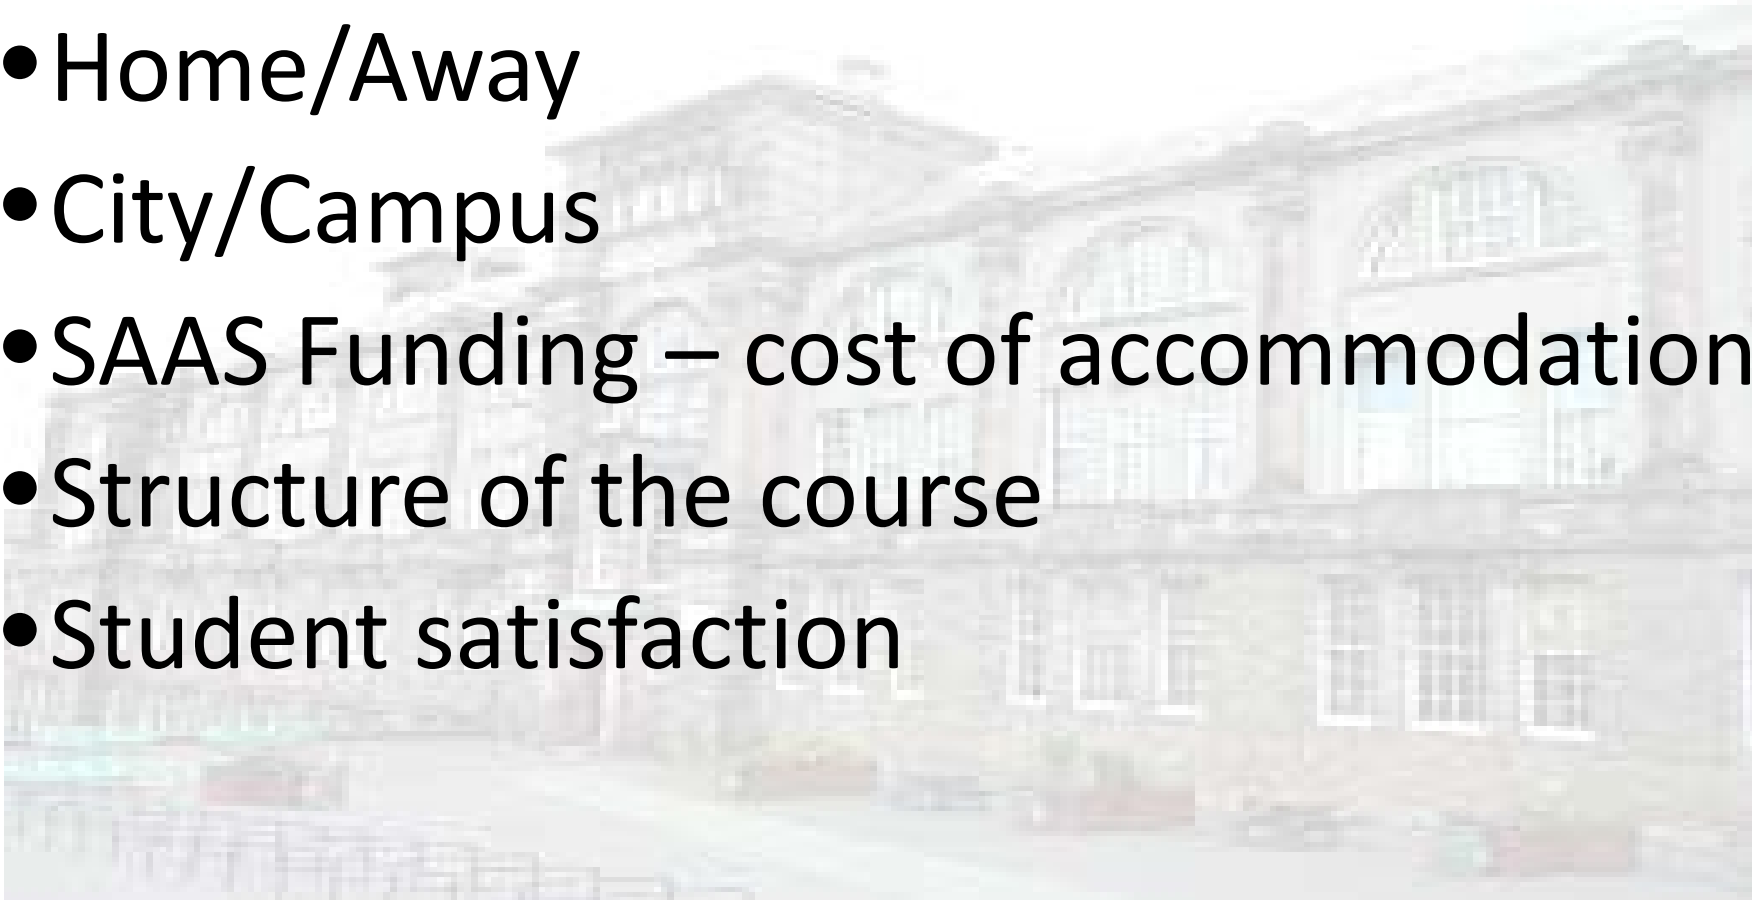 •Home/Away
•City/Campus
•SAAS Funding – cost of accommodation
•Structure of the course
•Student satisfaction